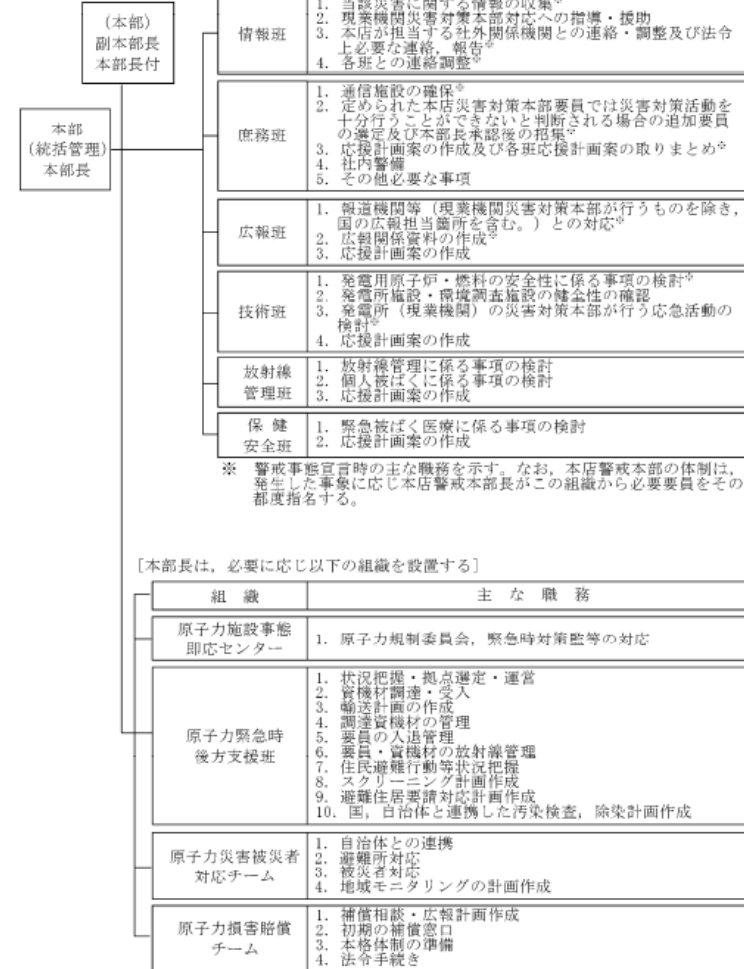 (本部)
副本部長
本部長付
本部
(統括管理)
本部長
情報班
1. 当該災害に関する情報の収集※
2. 現業機関災害対策本部対応への指導・援助
3. 本店が担当する社外関係機関との連絡・調整及び法令
上必要な連絡,報告※
4. 各班との連絡調整※
庶務班
1. 通信施設の確保※
2. 定められた本店災害対策本部要員では災害対策活動を
十分行うことができないと判断される場合の追加要員
の選定及び本部長承認後の招集※
3. 応援計画案の作成及び各班応援計画案の取りまとめ※
4. 社内警備
5. その他必要な事項
広報班
1. 報道機関等(現業機関災害対策本部が行うものを除き,
国の広報担当箇所を含む。)との対応※
2. 広報関係資料の作成※
3. 応援計画案の作成
技術班
1. 発電用原子炉・燃料の安全性に係る事項の検討※
2. 発電所施設・環境調査施設の健全性の確認
3. 発電所(現業機関)の災害対策本部が行う応急活動の
検討※
4. 応援計画案の作成
放射線
管理班
1. 放射線管理に係る事項の検討
2. 個人被ばくに係る事項の検討
3. 応援計画案の作成
保 健
安全班
1. 緊急被ばく医療に係る事項の検討
2. 応援計画案の作成
※ 警戒事態宣言時の主な職務を示す。なお,本店警戒本部の体制は,
発生した事象に応じ本店警戒本部長がこの組織から必要要員をその
都度指名する。
[本部長は,必要に応じ以下の組織を設置する]
組 織
主 な 職 務
原子力施設事態
即応センター
1. 原子力規制委員会,緊急時対策監等の対応
原子力緊急時
後方支援班
1. 状況把握・拠点選定・運営
2. 資機材調達・受入
3. 輸送計画の作成
4. 調達資機材の管理
5. 要員の入退管理
6. 要員・資機材の放射線管理
7. 住民避難行動等状況把握
8. スクリーニング計画作成
9. 避難住居要請対応計画作成
10. 国,自治体と連携した汚染検査,除染計画作成
原子力災害被災者
対応チーム
1. 自治体との連携
2. 避難所対応
3. 被災者対応
4. 地域モニタリングの計画作成
原子力損害賠償
チーム
1. 補償相談・広報計画作成
2. 初期の補償窓口
3. 本格体制の準備
4. 法令手続き